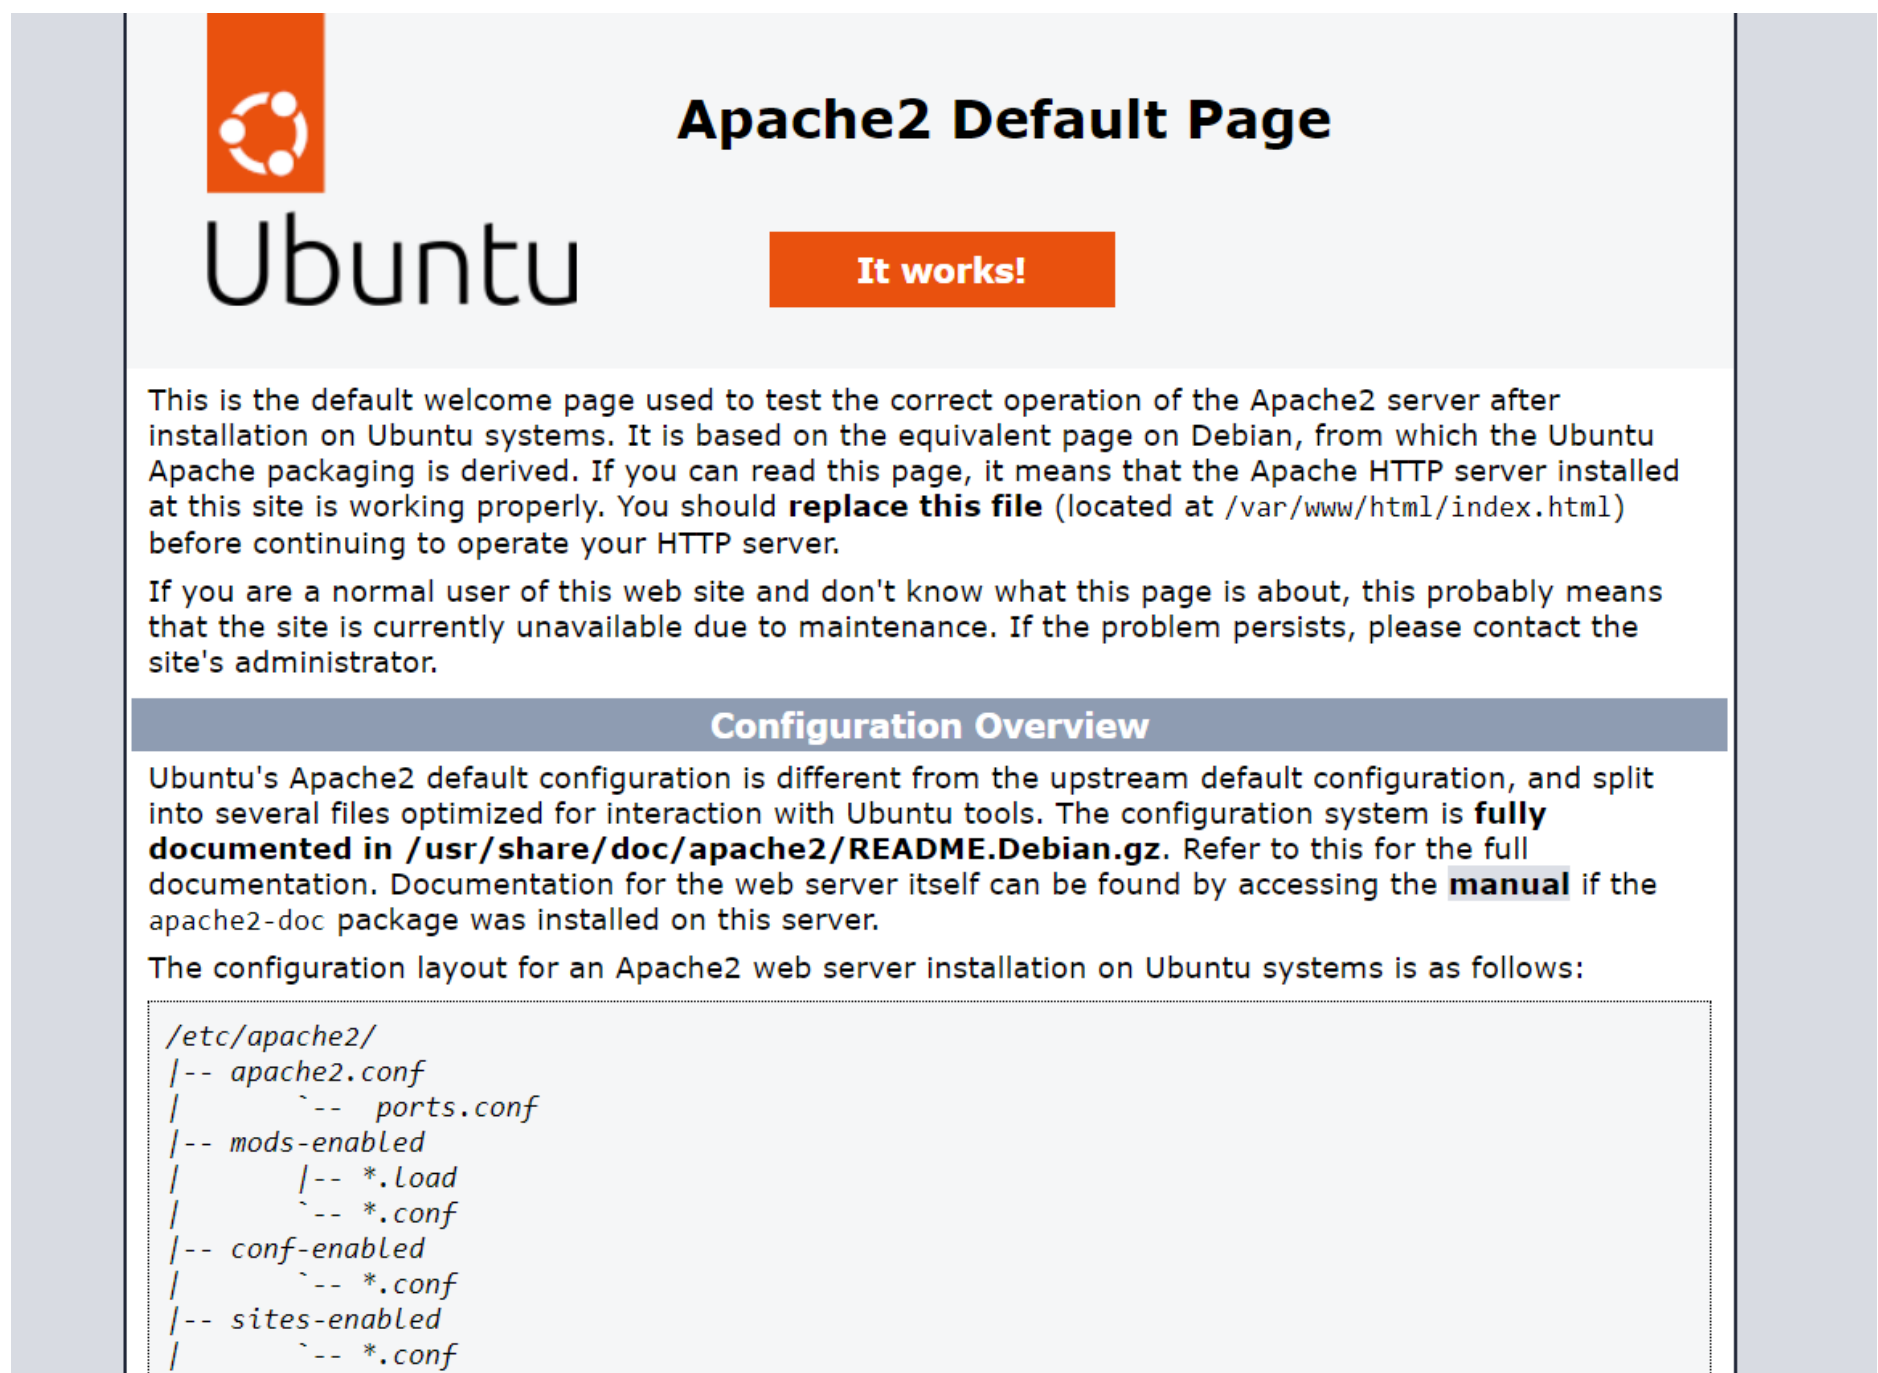 Apache2 Default Page
Ubuntu
It works!
This is the default welcome page used to test the correct operation of the Apache2 server after
installation on Ubuntu systems. It is based on the equivalent page on Debian, from which the Ubuntu
Apache packaging is derived. If you can read this page, it means that the Apache HTTP server installed
at this site is working properly. You should replace this file (located at /var/www/html/index.html)
before continuing to operate your HTTP server.
If you are a normal user of this web site and don't know what this page is about, this probably means
that the site is currently unavailable due to maintenance. If the problem persists, please contact the
site's administrator.
Configuration Overview
Ubuntu's Apache2 default configuration is different from the upstream default configuration, and split
into several files optimized for interaction with Ubuntu tools. The configuration system is fully
documented in /usr/share/doc/apache2/README.Debian.gz. Refer to this for the full
documentation. Documentation for the web server itself can be found by accessing the manual if the
apache2-doc package was installed on this server.
The configuration layout for an Apache2 web server installation on Ubuntu systems is as follows:
/etc/apache2/
|-- apache2.conf
|       `--  ports.conf
|-- mods-enabled
|       |-- *.load
|       `-- *.conf
|-- conf-enabled
|       `-- *.conf
|-- sites-enabled
|       `-- *.conf